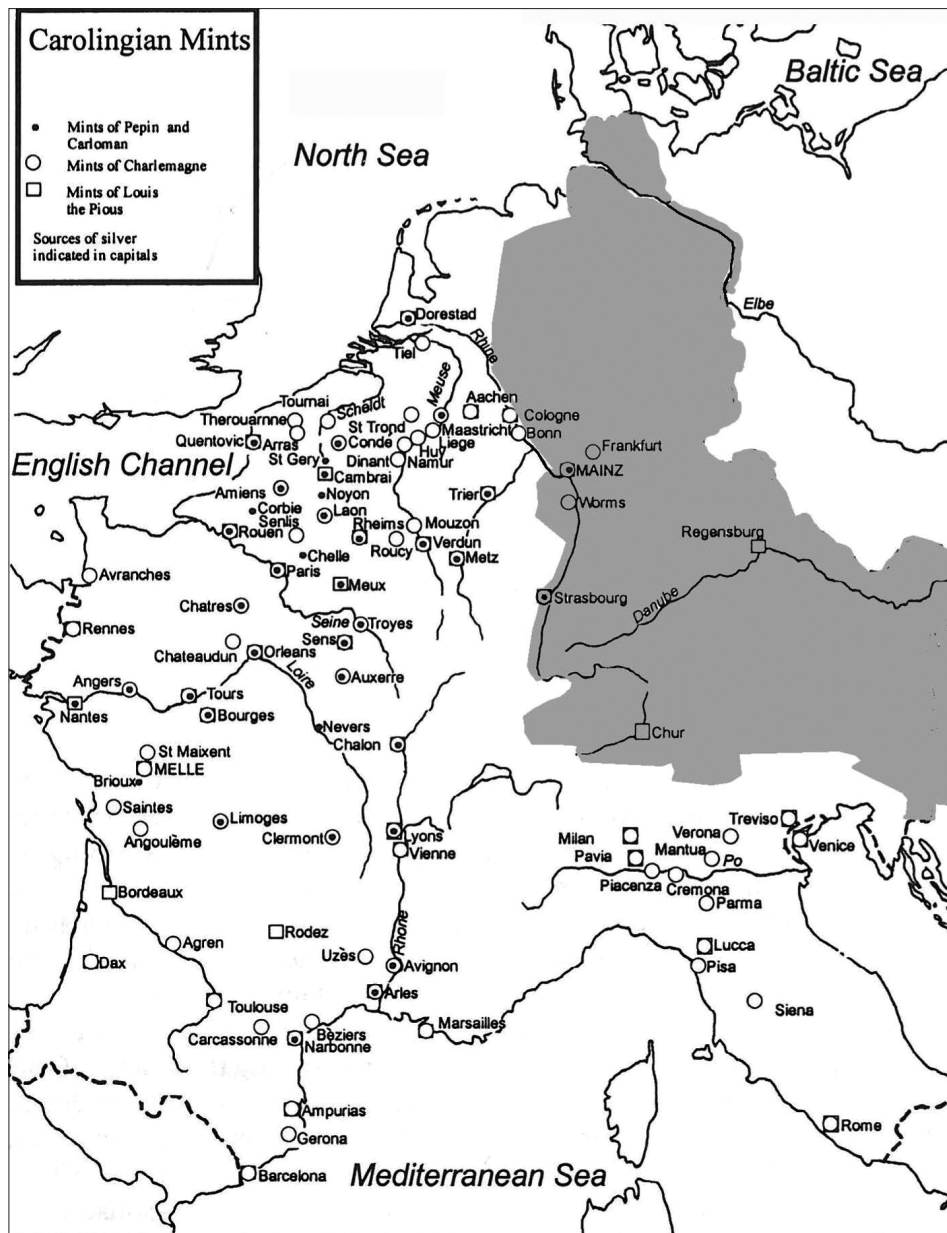 Carolingian Mints
Mints of Pepin and
Carloman
Mints of Charlemagne
Mints of Louis
the Pious
Sources of silver
indicated in capitals
Baltic Sea
North Sea
Elbe
Dorestad
Rhine
Tiel
Meuse
Aachen
Tournai
Scheldt
Cologne
Therouarnne
St Trond
Maastricht
Bonn
Quentovic
Arras
Conde
Liege
Huy
Frankfurt
English Channel
St Gery
Dinant
Namur
MAINZ
Cambrai
Amiens
Noyon
Trier
Worms
Corbie
Laon
Senlis
Rheims
Mouzon
Rouen
Roucy
Verdun
Regensburg
Chelle
Metz
Paris
Avranches
Meux
Strasbourg
Danube
Chatres
Seine
Troyes
Rennes
Sens
Chateaudun
Orleans
Loire
Angers
Auxerre
Tours
Nantes
Bourges
Nevers
Chur
Chalon
St Maixent
MELLE
Brioux
Saintes
Limoges
Treviso
Angoulème
Clermont
Lyons
Milan
Verona
Vienne
Mantua
Venice
Pavia
Po
Piacenza
Cremona
Bordeaux
Parma
Rodez
Agren
Rhone
Lucca
Uzès
Dax
Avignon
Pisa
Arles
Toulouse
Siena
Marsailles
Carcassonne
Bèziers
Narbonne
Ampurias
Rome
Gerona
Barcelona
Mediterranean Sea